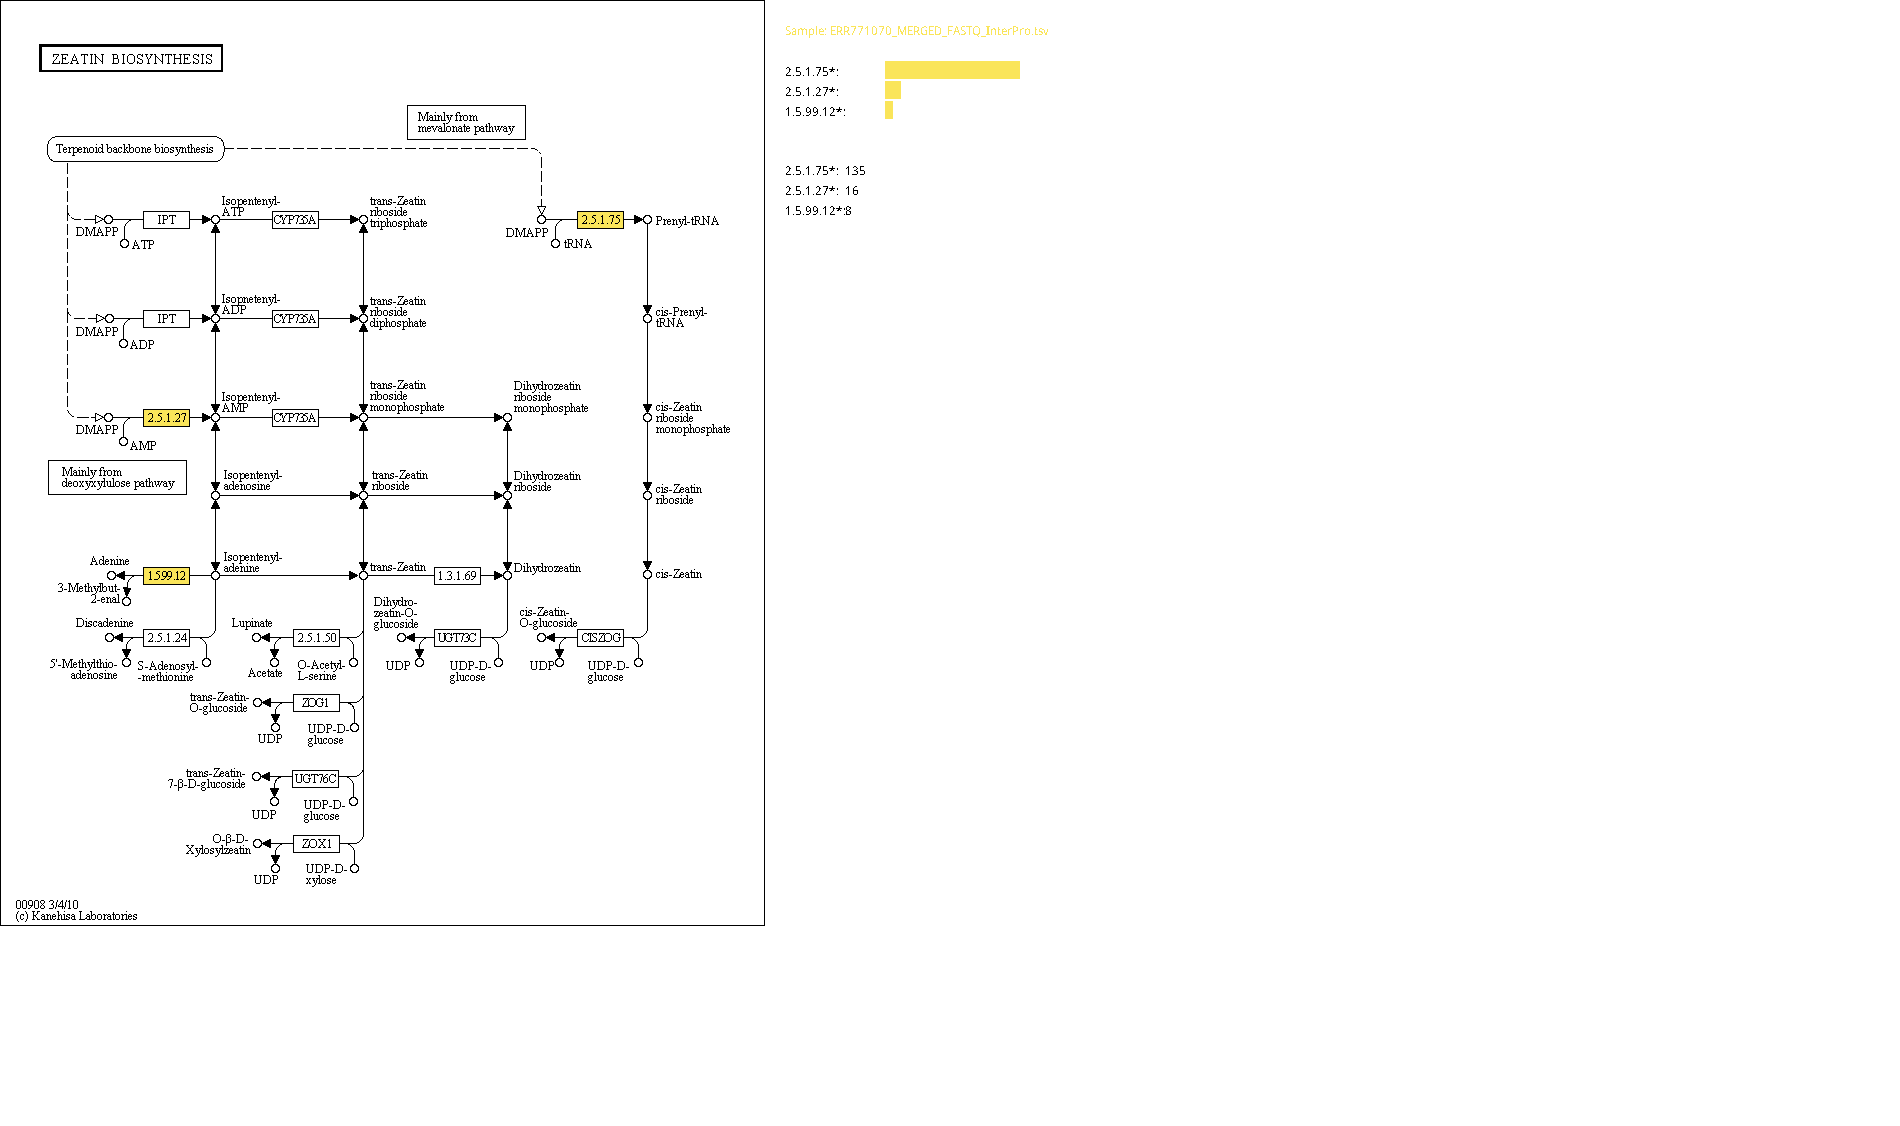 Sample: ERR771070_MERGED_FASTQ_InterPro.tsv
ZEATIN BIOSYNTHESIS
2.5.1.75*:
2.5.1.27*:
1.5.99.12*:
Mainly from
mevalonate pathway
Terpenoid backbone biosynthesis
2.5.1.75*: 135
2.5.1.27*: 16
1.5.99.12*:8
Isopentenyl-
ATP
trans-Zeatin
riboside
triphosphate
IPT
CYP735A
2.5.1.75
Prenyl-tRNA
DMAPP
ATP
DMAPP
tRNA
Isopnetenyl-
ADP
trans-Zeatin
riboside
diphosphate
cis-Prenyl-
tRNA
IPT
CYP735A
DMAPP
ADP
Isopentenyl-
AMP
trans-Zeatin
riboside
monophosphate
Dihydrozeatin
riboside
monophosphate
cis-Zeatin
riboside
monophosphate
2.5.1.27
CYP735A
DMAPP
AMP
Mainly from
deoxyxylulose pathway
Isopentenyl-
adenosine
trans-Zeatin
riboside
Dihydrozeatin
riboside
cis-Zeatin
riboside
Adenine
1.5.99.12
Isopentenyl-
adenine
trans-Zeatin
1.3.1.69
Dihydrozeatin
cis-Zeatin
3-Methylbut-
2-enal
Discadenine
2.5.1.24
Lupinate
2.5.1.50
Dihydro-
zeatin-O-
glucoside
UGT73C
cis-Zeatin-
O-glucoside
CISZOG
5'-Methylthio-
adenosine
S-Adenosyl-
-methionine
Acetate
O-Acetyl-
L-serine
UDP
UDP-D-
glucose
UDP
UDP-D-
glucose
trans-Zeatin-
O-glucoside
ZOG1
UDP
UDP-D-
glucose
trans-Zeatin-
7-β-D-glucoside
UGT76C
UDP
UDP-D-
glucose
O-β-D-
Xylosylzeatin
ZOX1
UDP
UDP-D-
xylose
00908 3/4/10
(c) Kanehisa Laboratories